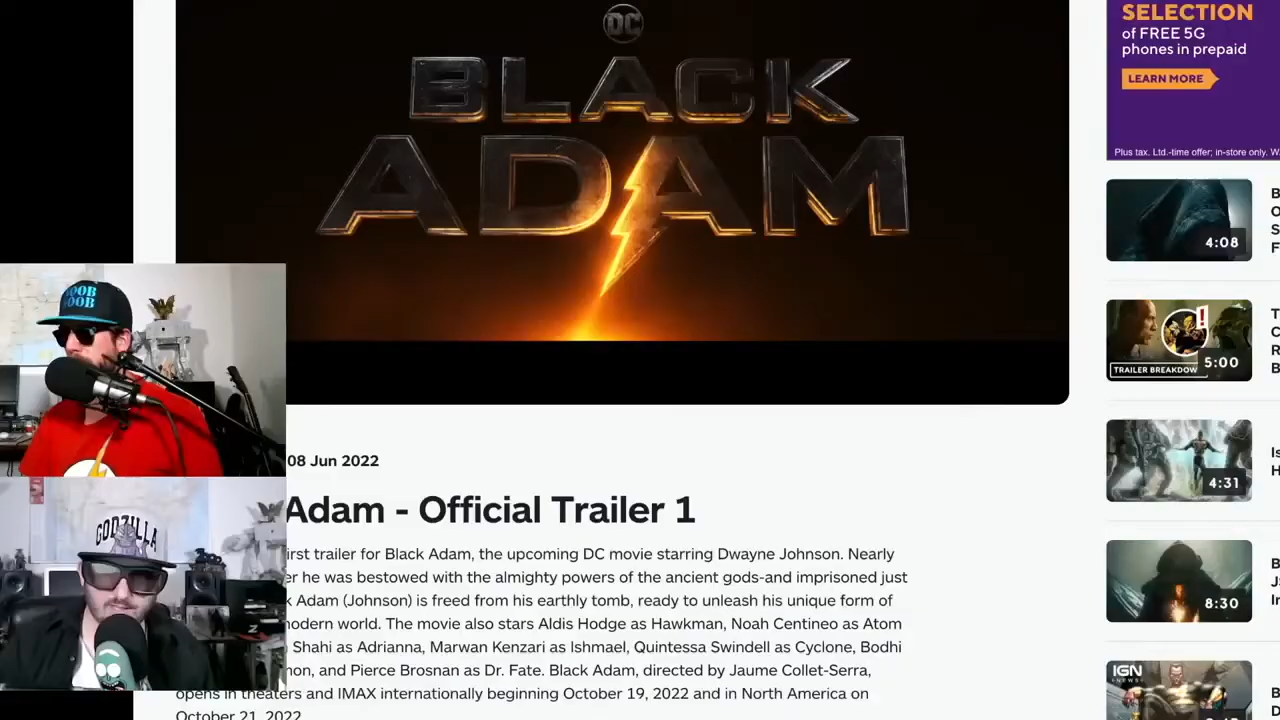 DC
BLACK
ADAM
08 Jun 2022
Adam - Official Trailer 1
irst trailer for Black Adam, the upcoming DC movie starring Dwayne Johnson. Nearly
er he was bestowed with the almighty powers of the ancient gods-and imprisoned just
k Adam (Johnson) is freed from his earthly tomb, ready to unleash his unique form of
nodern world. The movie also stars Aldis Hodge as Hawkman, Noah Centineo as Atom
Shahi as Adrianna, Marwan Kenzari as Ishmael, Quintessa Swindell as Cyclone, Bodhi
non, and Pierce Brosnan as Dr. Fate. Black Adam, directed by Jaume Collet-Serra,
opens in theaters and IMAX internationally beginning October 19, 2022 and in North America on
October 21, 2022
GODZILLA
SELECTION
of FREE 5G
phones in prepaid
LEARN MORE
Plus tax. Ltd.-time offer; in-store only. W
4:08
TRAILER BREAKDOW
5:00
4:31
8:30
IGN
NEWS